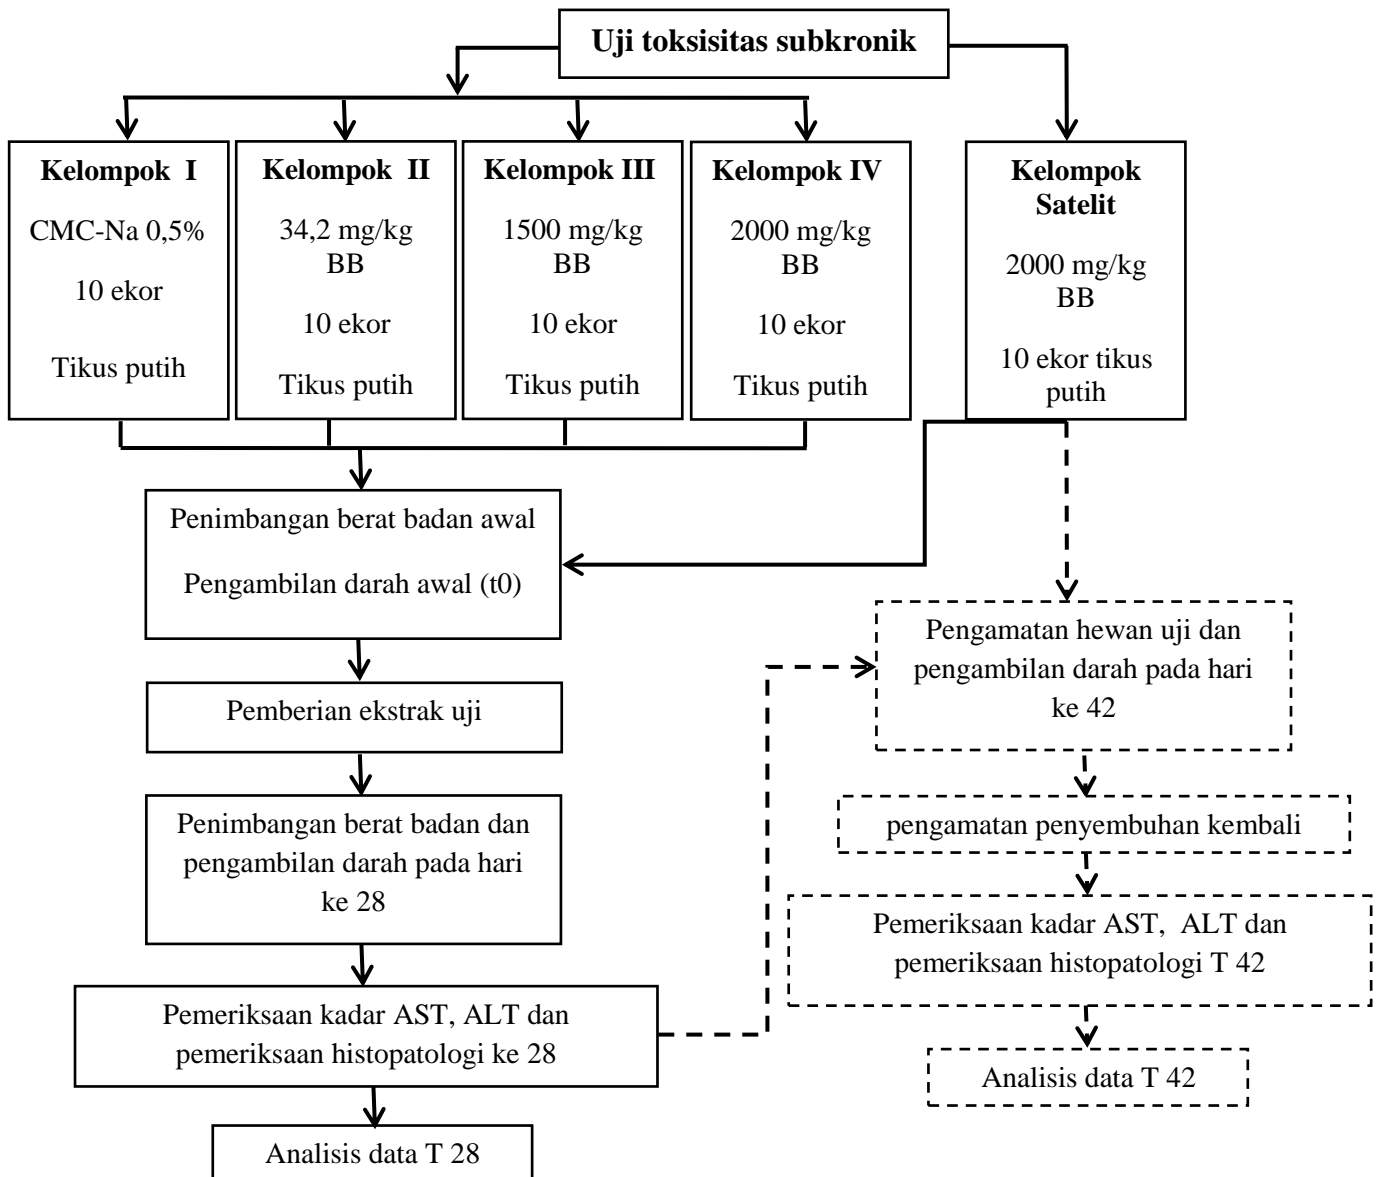 Uji toksisitas subkronik
Kelompok I
CMC-Na 0,5%
10 ekor
Tikus putih
Kelompok II
34,2 mg/kg
BB
10 ekor
Tikus putih
Kelompok III
1500 mg/kg
BB
10 ekor
Tikus putih
Kelompok IV
2000 mg/kg
BB
10 ekor
Tikus putih
Kelompok
Satelit
2000 mg/kg
BB
10 ekor tikus
putih
Penimbangan berat badan awal
Pengambilan darah awal (t0)
Pemberian ekstrak uji
Penimbangan berat badan dan
pengambilan darah pada hari
ke 28
Pemeriksaan kadar AST, ALT dan
pemeriksaan histopatologi ke 28
Analisis data T 28
Pengamatan hewan uji dan
pengambilan darah pada hari
ke 42
pengamatan penyembuhan kembali
Pemeriksaan kadar AST, ALT dan
pemeriksaan histopatologi T 42
Analisis data T 42